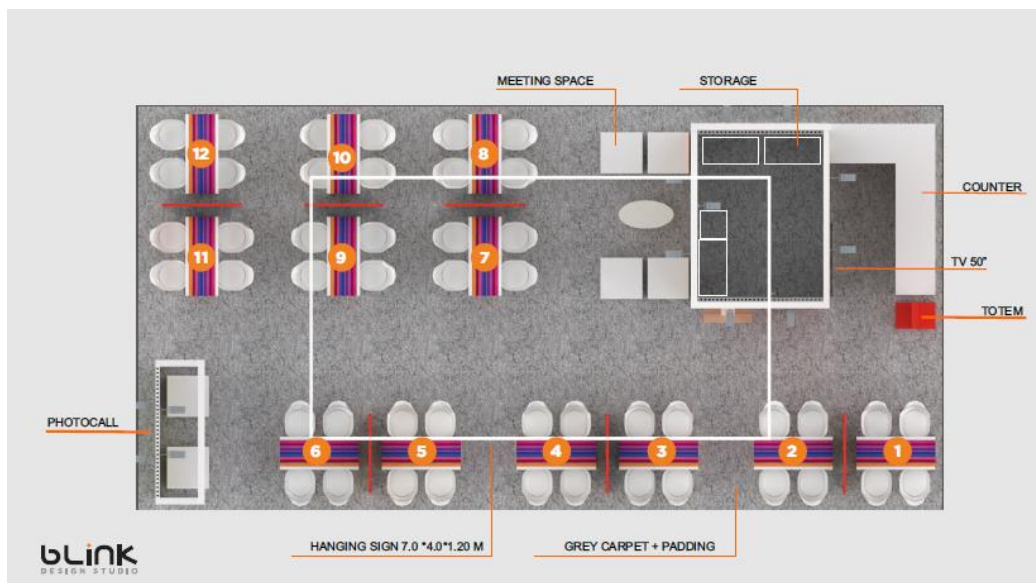 MEETING SPACE
STORAGE
12
10
8
COUNTER
11
9
7
TV 50"
TOTEM
PHOTOCALL
6
5
4
3
2
1
HANGING SIGN 7.0 *4.0*1.20 M
GREY CARPET + PADDING
bLiNK
DESIGN STUDIO